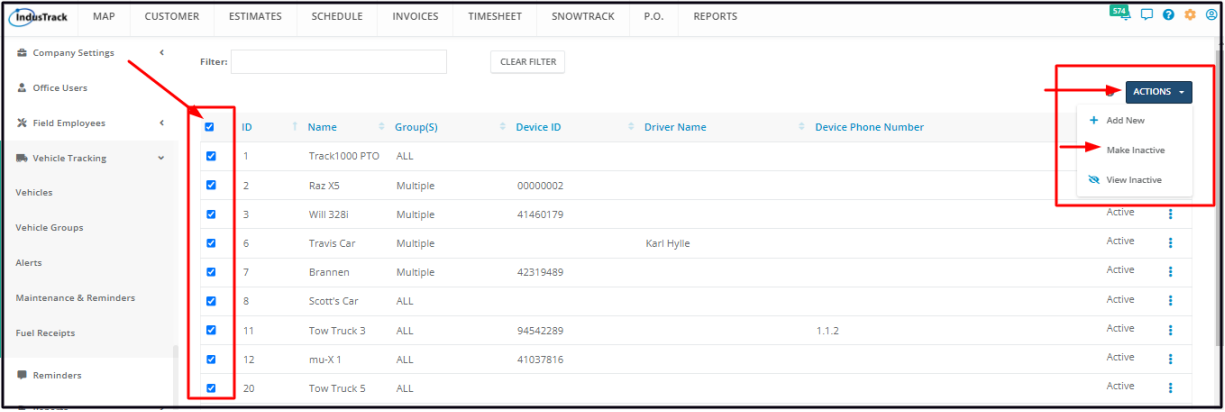 IndusTrack MAP CUSTOMER ESTIMATES SCHEDULE INVOICES TIMESHEET SNOWTRACK P.O. REPORTS 574
Company Settings
Office Users
Field Employees
Vehicle Tracking
Vehicles
Vehicle Groups
Alerts
Maintenance & Reminders
Fuel Receipts
Reminders
Reports
Filter: CLEAR FILTER
ACTIONS
Add New
Make Inactive
View Inactive
ID Name Group(S) Device ID Driver Name Device Phone Number
1 Track1000 PTO ALL
2 Raz X5 Multiple 00000002
3 Will 328i Multiple 41460179 Active
6 Travis Car Multiple Karl Hylle Active
7 Brannen Multiple 42319489 Active
8 Scott's Car ALL Active
11 Tow Truck 3 ALL 94542289 1.1.2 Active
12 mu-X 1 ALL 41037816 Active
20 Tow Truck 5 ALL Active